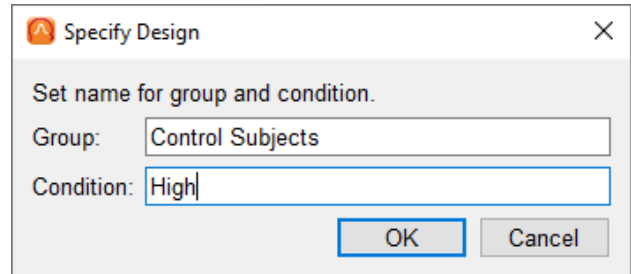 Specify Design
Set name for group and condition.
Group: Control Subjects
Condition: High
OK Cancel